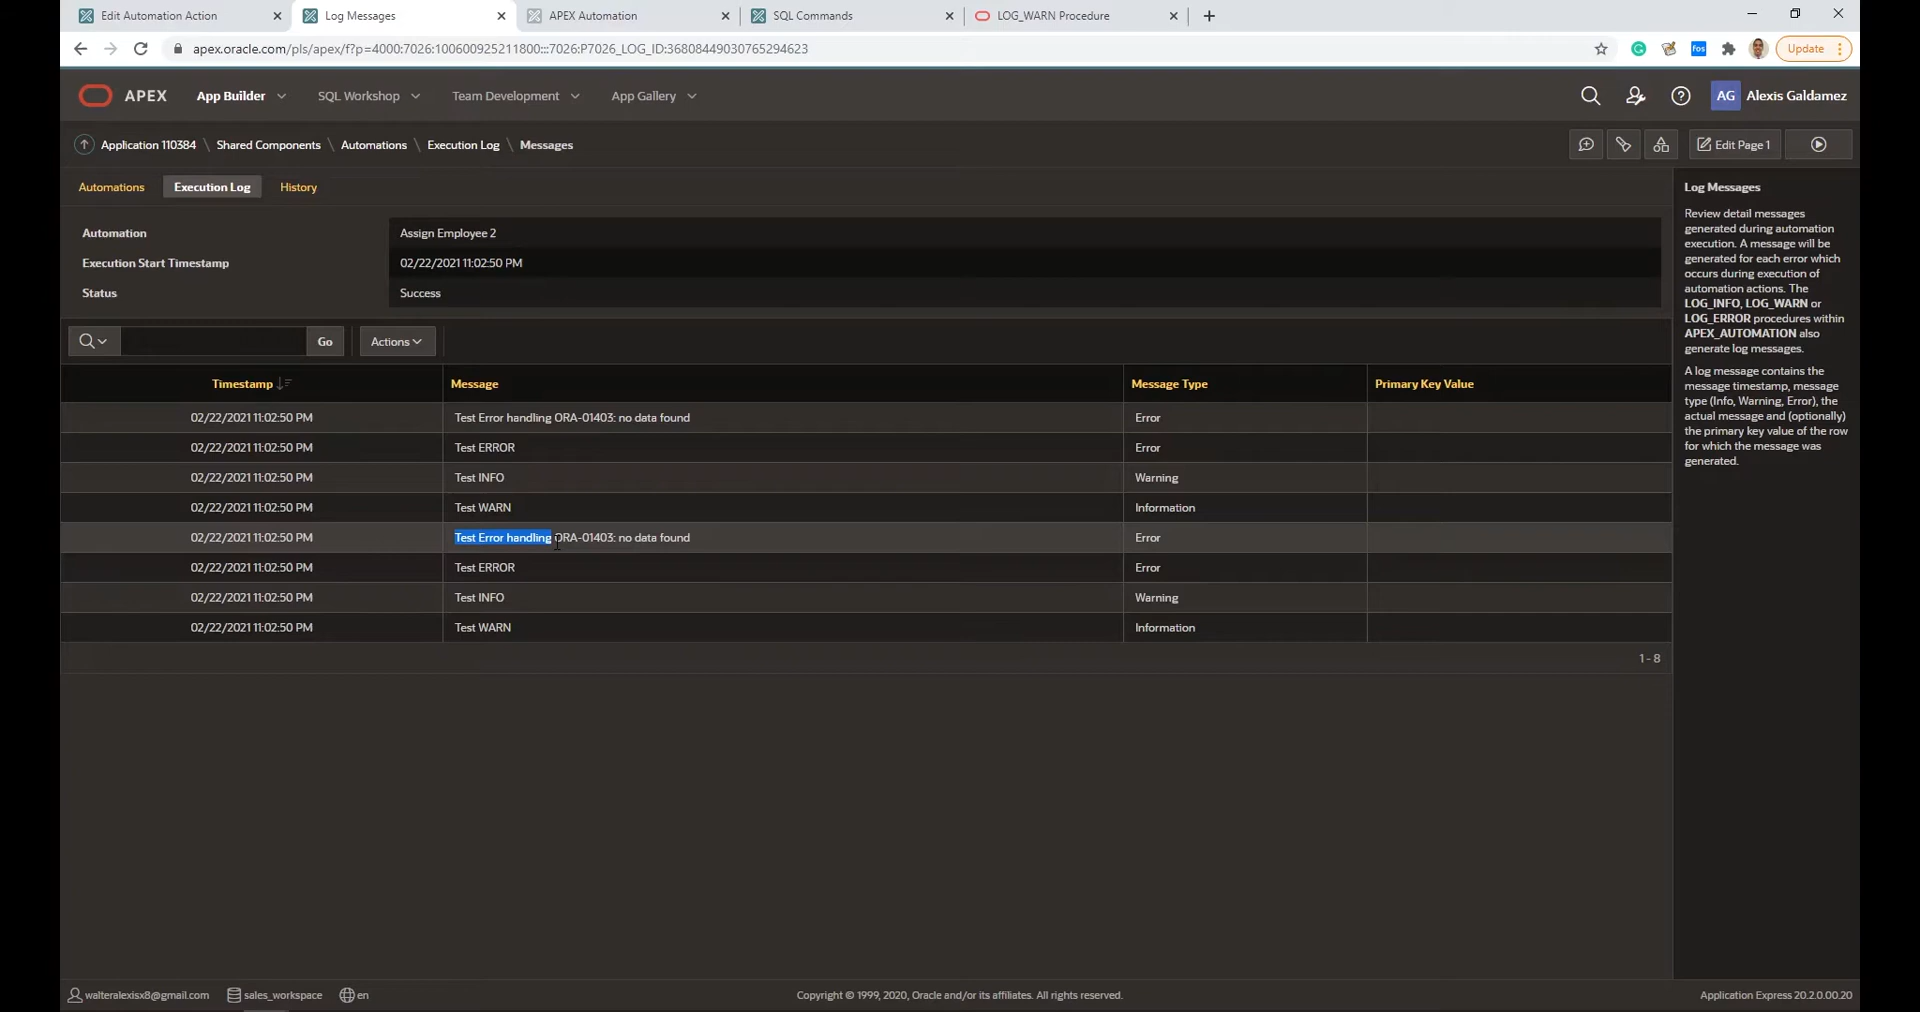 Edit Automation Action
Log Messages
APEX Automation
SQL Commands
LOG_WARN Procedure
apex.oracle.com/pls/apex/f?p=4000:7026:100600925211800:::7026:P7026_LOG_ID:36808449030765294623
Fos
Update
APEX App Builder SQL Workshop Team Development App Gallery
AG Alexis Galdamez
Application 110384 \ Shared Components \ Automations \ Execution Log \ Messages
Edit Page 1
Automations Execution Log History
Automation Assign Employee 2
Execution Start Timestamp 02/22/2021 11:02:50 PM
Status Success
Go Actions
Timestamp Message Message Type Primary Key Value
02/22/2021 11:02:50 PM Test Error handling ORA-01403: no data found Error
02/22/2021 11:02:50 PM Test ERROR Error
02/22/2021 11:02:50 PM Test INFO Warning
02/22/2021 11:02:50 PM Test WARN Information
02/22/2021 11:02:50 PM Test Error handling ORA-01403: no data found Error
02/22/2021 11:02:50 PM Test ERROR Error
02/22/2021 11:02:50 PM Test INFO Warning
02/22/2021 11:02:50 PM Test WARN Information
1 - 8
Log Messages
Review detail messages
generated during automation
execution. A message will be
generated for each error which
occurs during execution of
automation actions. The
LOG_INFO, LOG_WARN or
LOG_ERROR procedures within
APEX_AUTOMATION also
generate log messages.
A log message contains the
message timestamp, message
type (Info, Warning, Error), the
actual message and (optionally)
the primary key value of the row
for which the message was
generated.
walteralexisx8@gmail.com sales_workspace en
Copyright © 1999, 2020, Oracle and/or its affiliates. All rights reserved.
Application Express 20.2.0.00.20